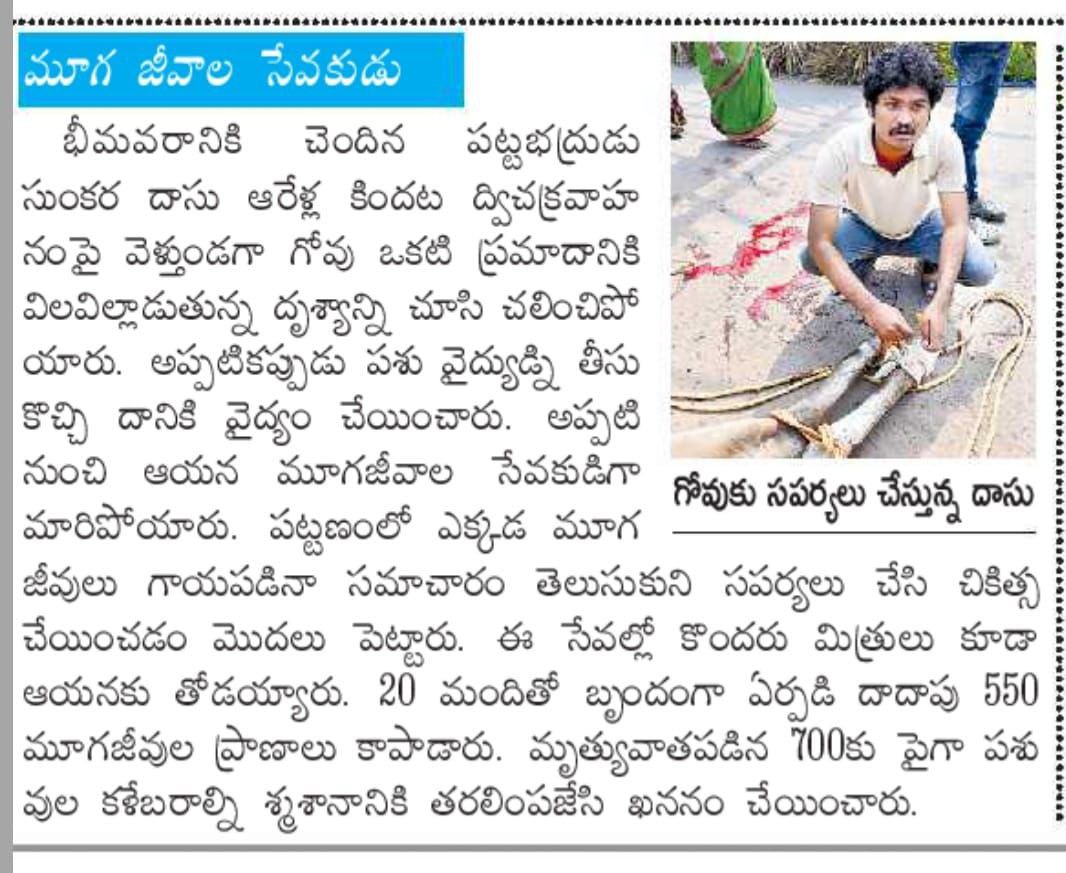 మూగ జీవాల సేవకుడు
భీమవరానికి చెందిన పట్టభద్రుడు
సుంకర దాసు ఆరేళ్ల కిందట ద్విచక్రవాహ
నంపై వెళ్తుండగా గోవు ఒకటి ప్రమాదానికి
విలవిల్లాడుతున్న దృశ్యాన్ని చూసి చలించిపో
యారు. అప్పటికప్పుడు పశు వైద్యుడ్ని తీసు
కొచ్చి దానికి వైద్యం చేయించారు. అప్పటి
నుంచి ఆయన మూగజీవాల సేవకుడిగా
మారిపోయారు. పట్టణంలో ఎక్కడ మూగ
జీవులు గాయపడినా సమాచారం తెలుసుకుని సపర్యలు చేసి చికిత్స
చేయించడం మొదలు పెట్టారు. ఈ సేవల్లో కొందరు మిత్రులు కూడా
ఆయనకు తోడయ్యారు. 20 మందితో బృందంగా ఏర్పడి దాదాపు 550
మూగజీవుల ప్రాణాలు కాపాడారు. మృత్యువాతపడిన 700కు పైగా పశు
వుల కళేబరాల్ని శ్మశానానికి తరలింపజేసి ఖననం చేయించారు.
గోవుకు సపర్యలు చేస్తున్న దాసు